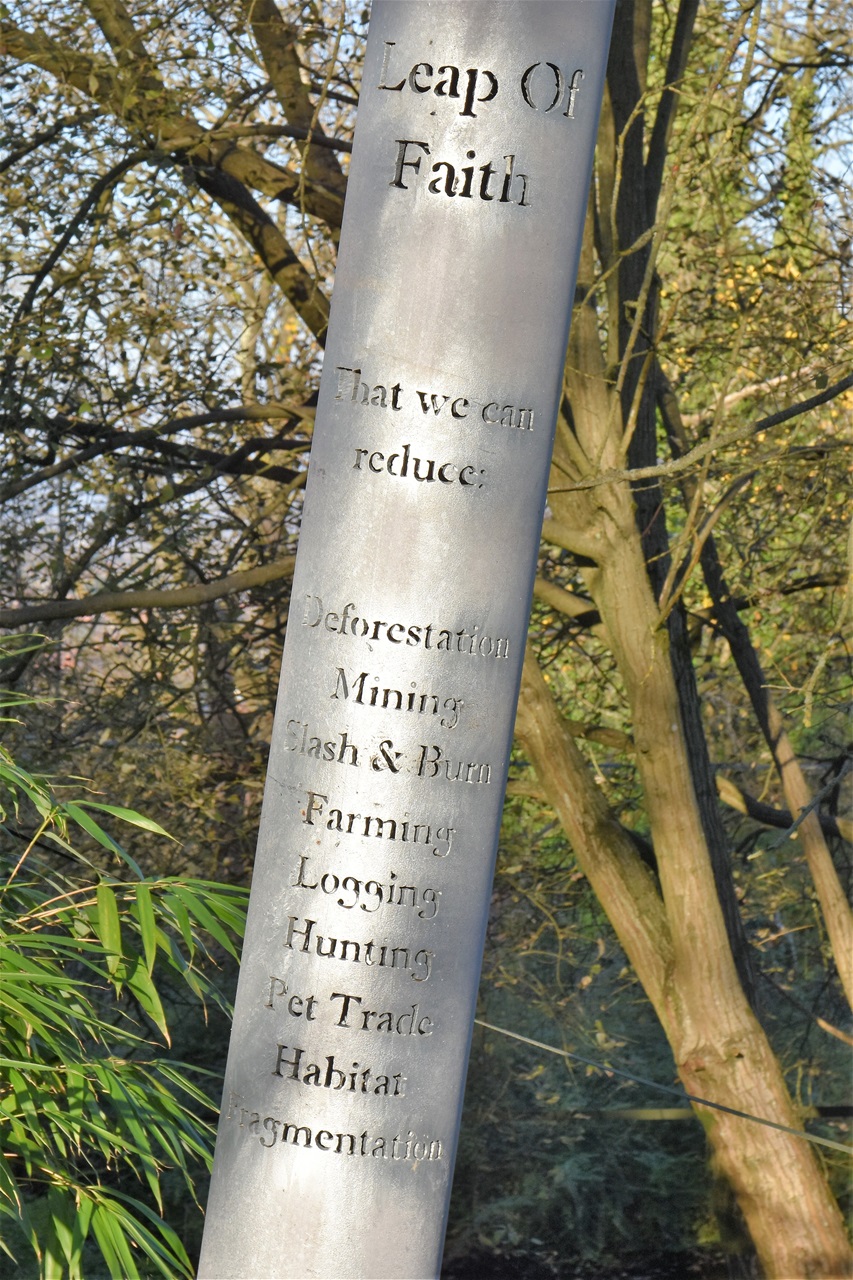 Leap Of
Faith
That we can
reduce:
Deforestation
Mining
Slash & Burn
Farming
Logging
Hunting
Pet Trade
Habitat
Fragmentation